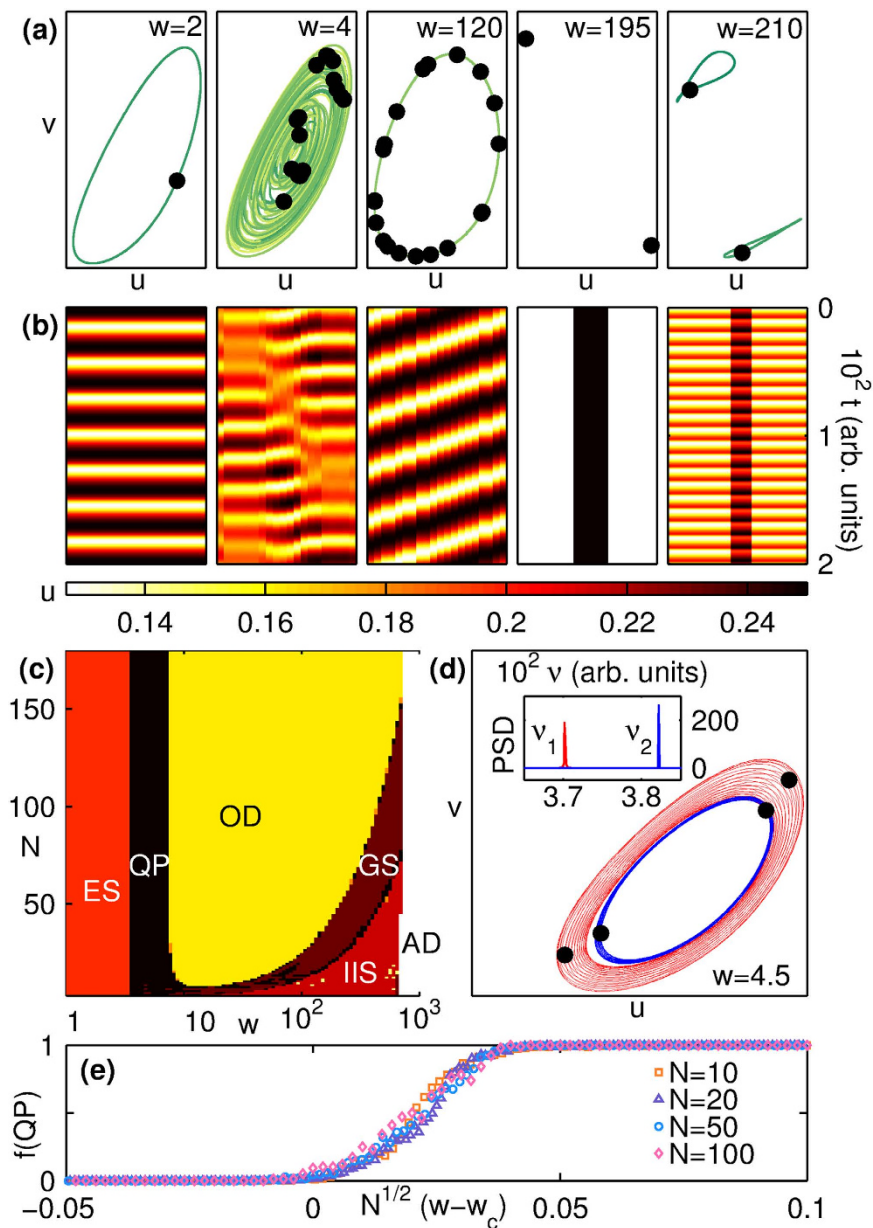 (a) w=2 w=4 w=120 w=195 w=210
v
u u u u u
(b)
0
1
2
10² t (arb. units)
u
0.14 0.16 0.18 0.2 0.22 0.24
(c)
150
100
50
N
ES QP OD GS IIS AD
1 10 w 10² 10³
(d)
10² ν (arb. units)
PSD
ν₁ ν₂
200
0
3.7 3.8
v
w=4.5
u
(e)
1
0
f(QP)
N=10
N=20
N=50
N=100
−0.05 0 0.05 0.1
N^1/2 (w−w_c)